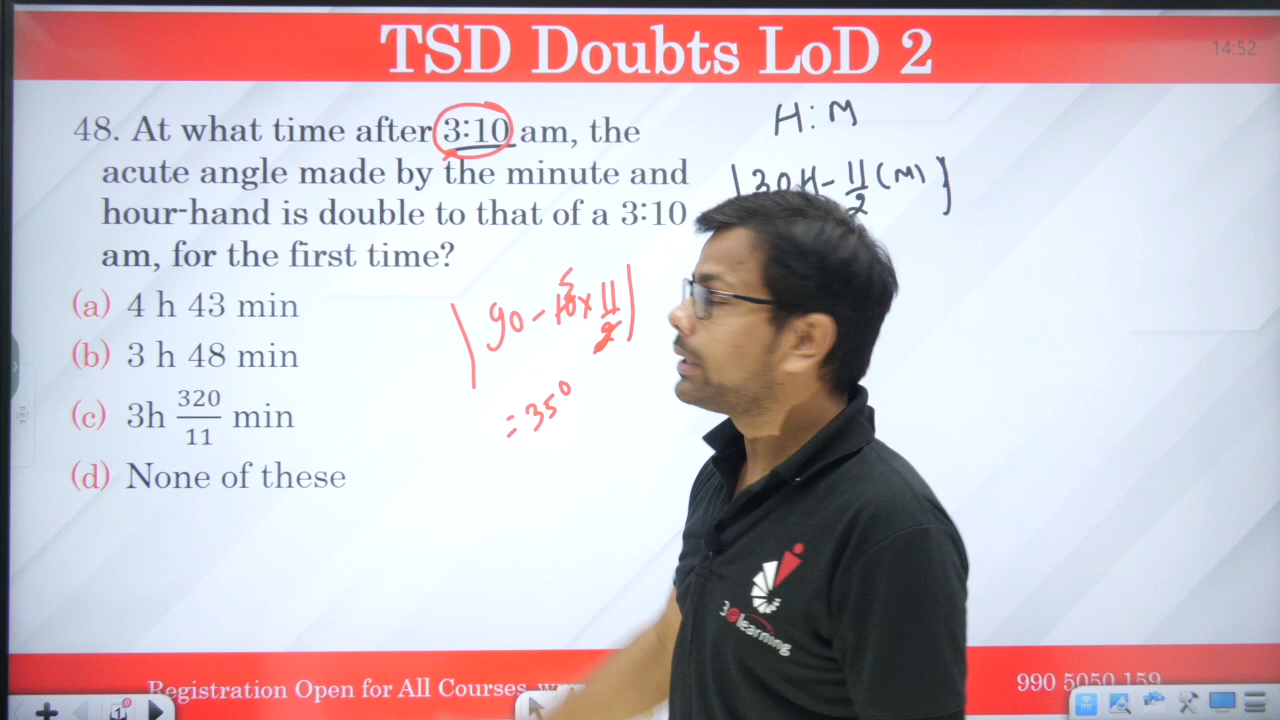 TSD Doubts LoD 2
14:52
48. At what time after 3:10 am, the
acute angle made by the minute and
hour-hand is double to that of a 3:10
am, for the first time?
(a) 4 h 43 min
(b) 3 h 48 min
(c) 3h 320/11 min
(d) None of these
H:M
|30H - 11/2 (M)|
|90 - 10 5 x 11/2|
= 35°
3elearning
Registration Open for All Courses
990 5050 159